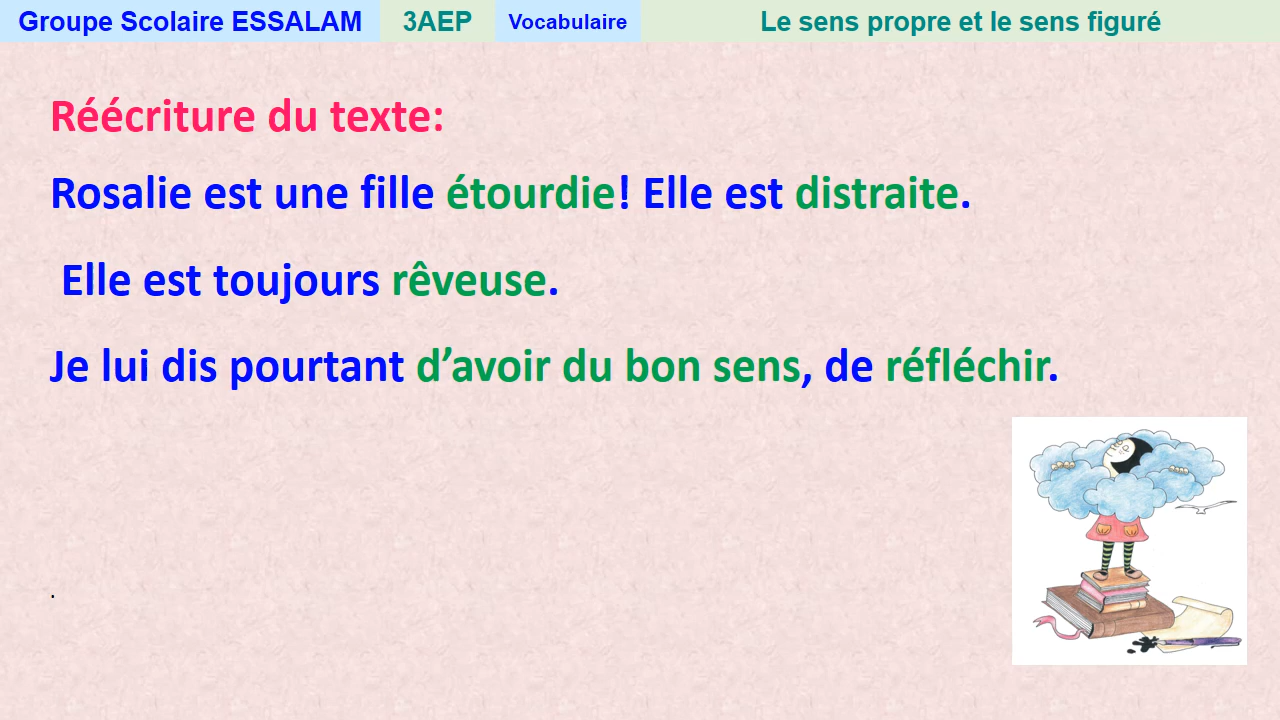 Groupe Scolaire ESSALAM 3AEP Vocabulaire Le sens propre et le sens figuré
Réécriture du texte:
Rosalie est une fille étourdie! Elle est distraite.
Elle est toujours rêveuse.
Je lui dis pourtant d’avoir du bon sens, de réfléchir.
.